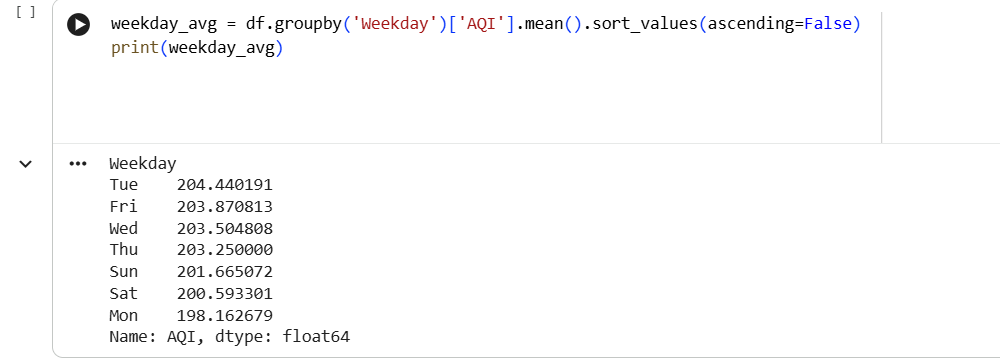 [ ]
weekday_avg = df.groupby('Weekday')['AQI'].mean().sort_values(ascending=False)
print(weekday_avg)
Weekday
Tue    204.440191
Fri    203.870813
Wed    203.504808
Thu    203.250000
Sun    201.665072
Sat    200.593301
Mon    198.162679
Name: AQI, dtype: float64